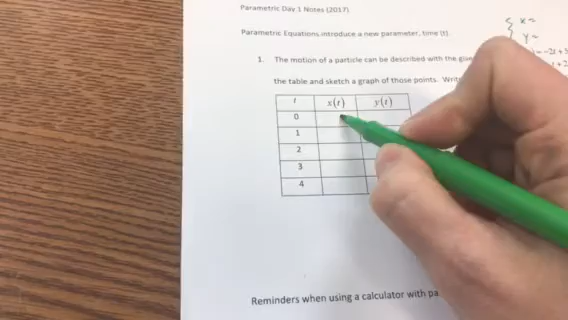 Parametric Day 1 Notes (2017)
Parametric Equations introduce a new parameter, time (t).
x=
y=
1. The motion of a particle can be described with the
the table and sketch a graph of those points.
t x(t) y(t)
0
1
2
3
4
Reminders when using a calculator with